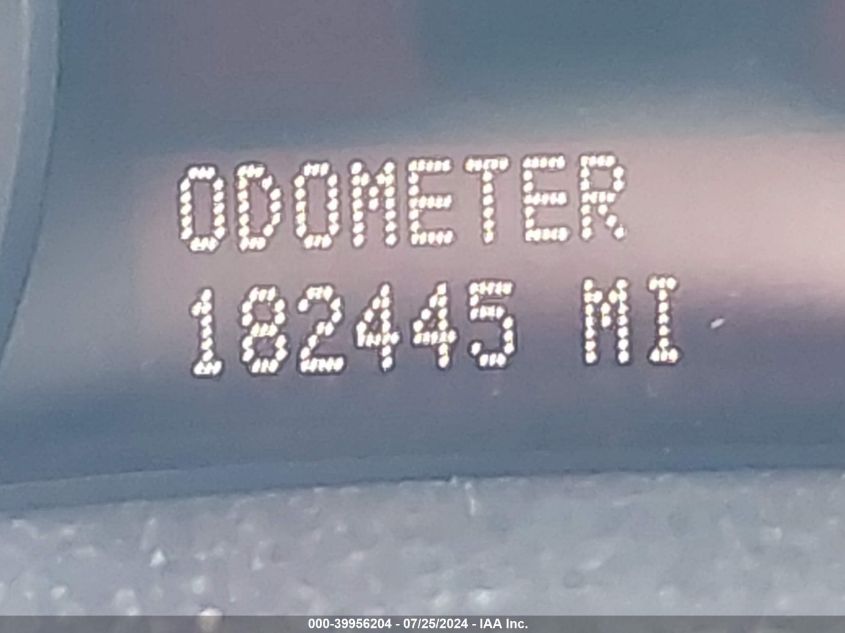 ODOMETER
182445 MI
000-39956204 - 07/25/2024 - IAA Inc.